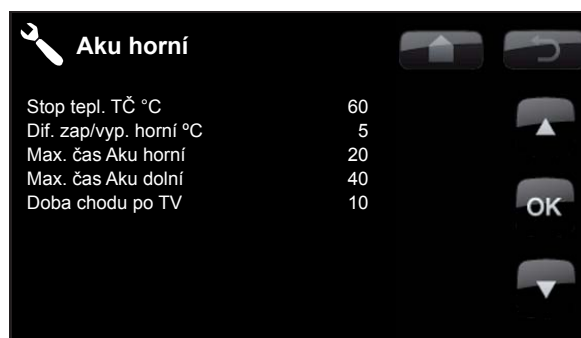 Aku horní
Stop tepl. TČ °C 60
Dif. zap/vyp. horní ºC 5
Max. čas Aku horní 20
Max. čas Aku dolní 40
Doba chodu po TV 10
OK